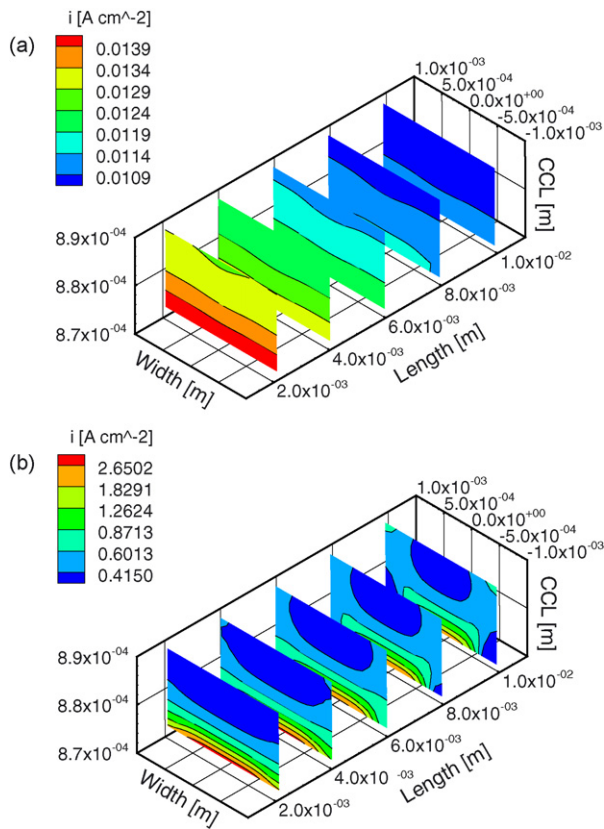 (a)
i [A cm^-2]
0.0139
0.0134
0.0129
0.0124
0.0119
0.0114
0.0109
1.0x10⁻⁰³
5.0x10⁻⁰⁴
0.0x10⁺⁰⁰
-5.0x10⁻⁰⁴
-1.0x10⁻⁰³
CCL [m]
8.9x10⁻⁰⁴
8.8x10⁻⁰⁴
8.7x10⁻⁰⁴
Width [m]
2.0x10⁻⁰³
4.0x10⁻⁰³
6.0x10⁻⁰³
8.0x10⁻⁰³
1.0x10⁻⁰²
Length [m]
(b)
i [A cm^-2]
2.6502
1.8291
1.2624
0.8713
0.6013
0.4150
1.0x10⁻⁰³
5.0x10⁻⁰⁴
0.0x10⁺⁰⁰
-5.0x10⁻⁰⁴
-1.0x10⁻⁰³
CCL [m]
8.9x10⁻⁰⁴
8.8x10⁻⁰⁴
8.7x10⁻⁰⁴
Width [m]
2.0x10⁻⁰³
4.0x10⁻⁰³
6.0x10⁻⁰³
8.0x10⁻⁰³
1.0x10⁻⁰²
Length [m]